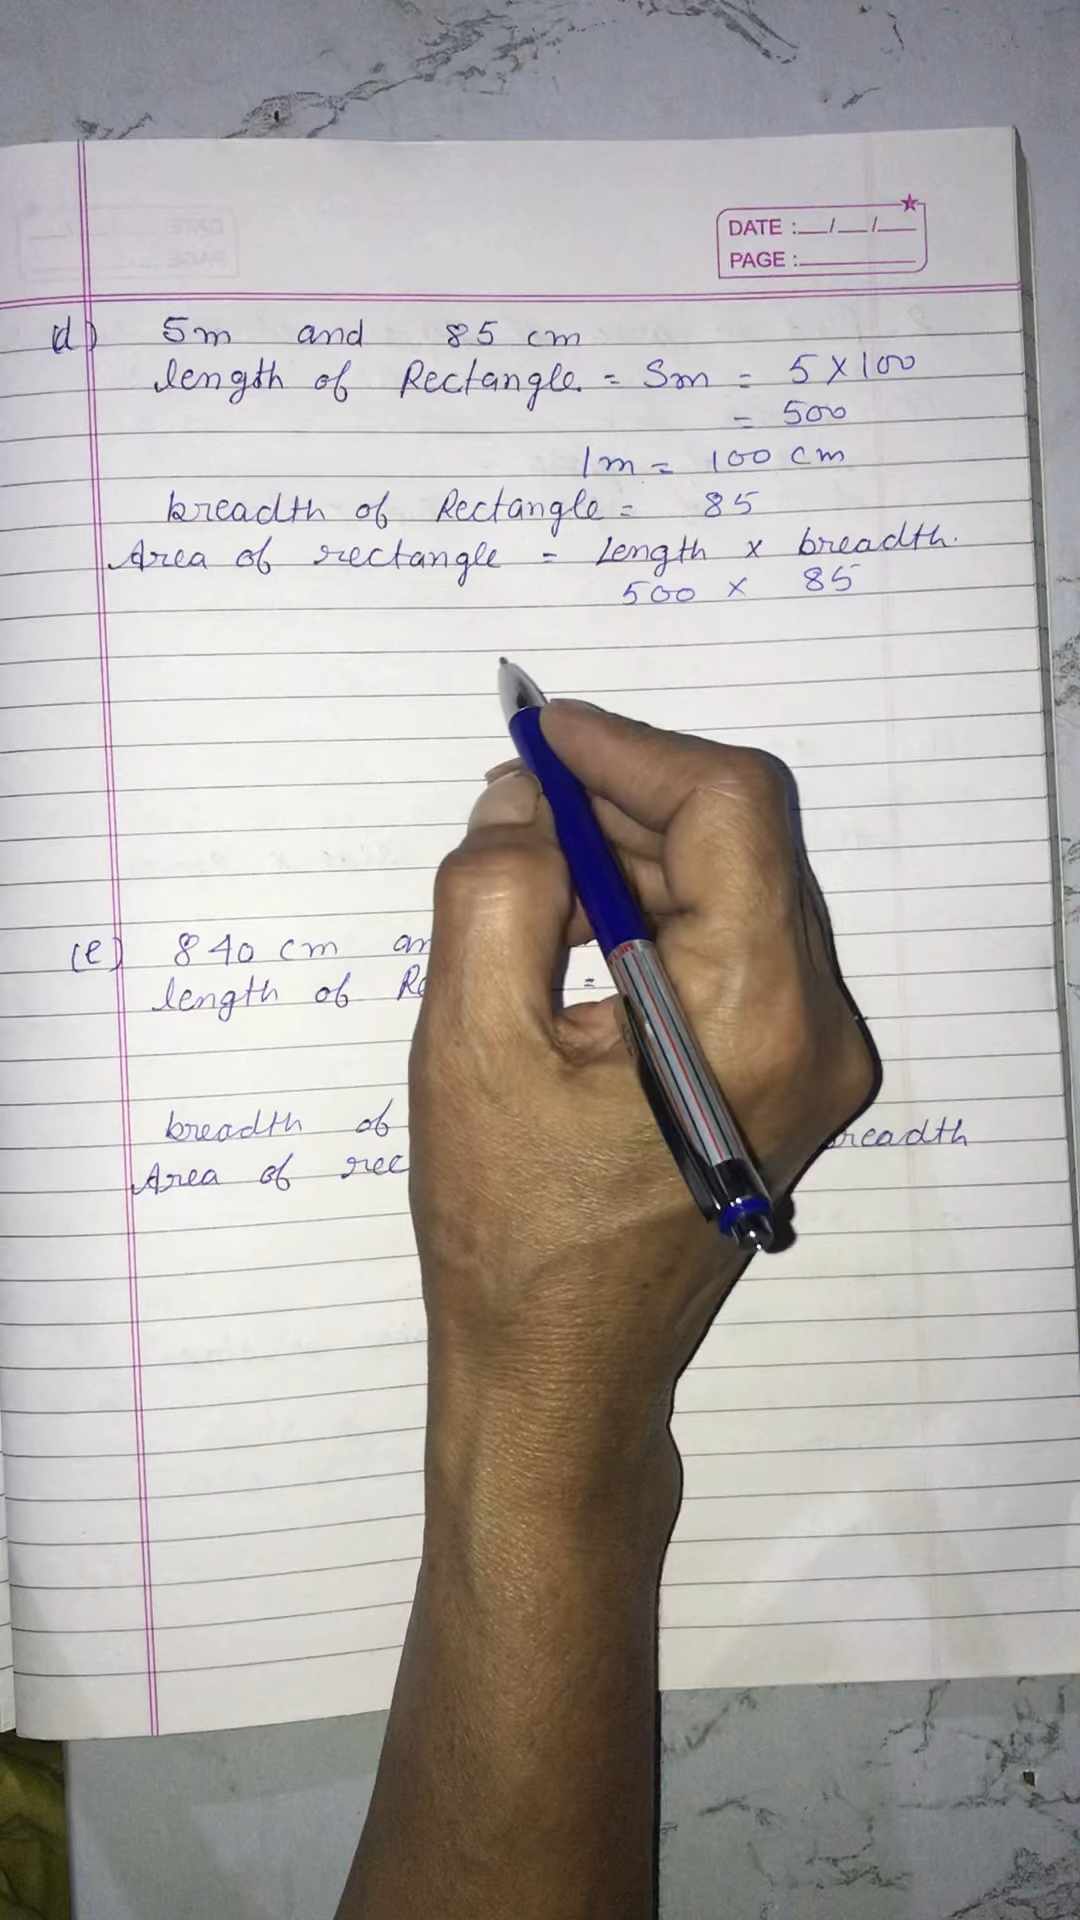 DATE :__/__/__
PAGE :______
d) 5m and 85 cm
length of Rectangle = 5m = 5 X 100
= 500
1m = 100 cm
breadth of Rectangle = 85
Area of rectangle = Length x breadth.
500 x 85
(e) 840 cm
length of =
breadth of
Area of breadth